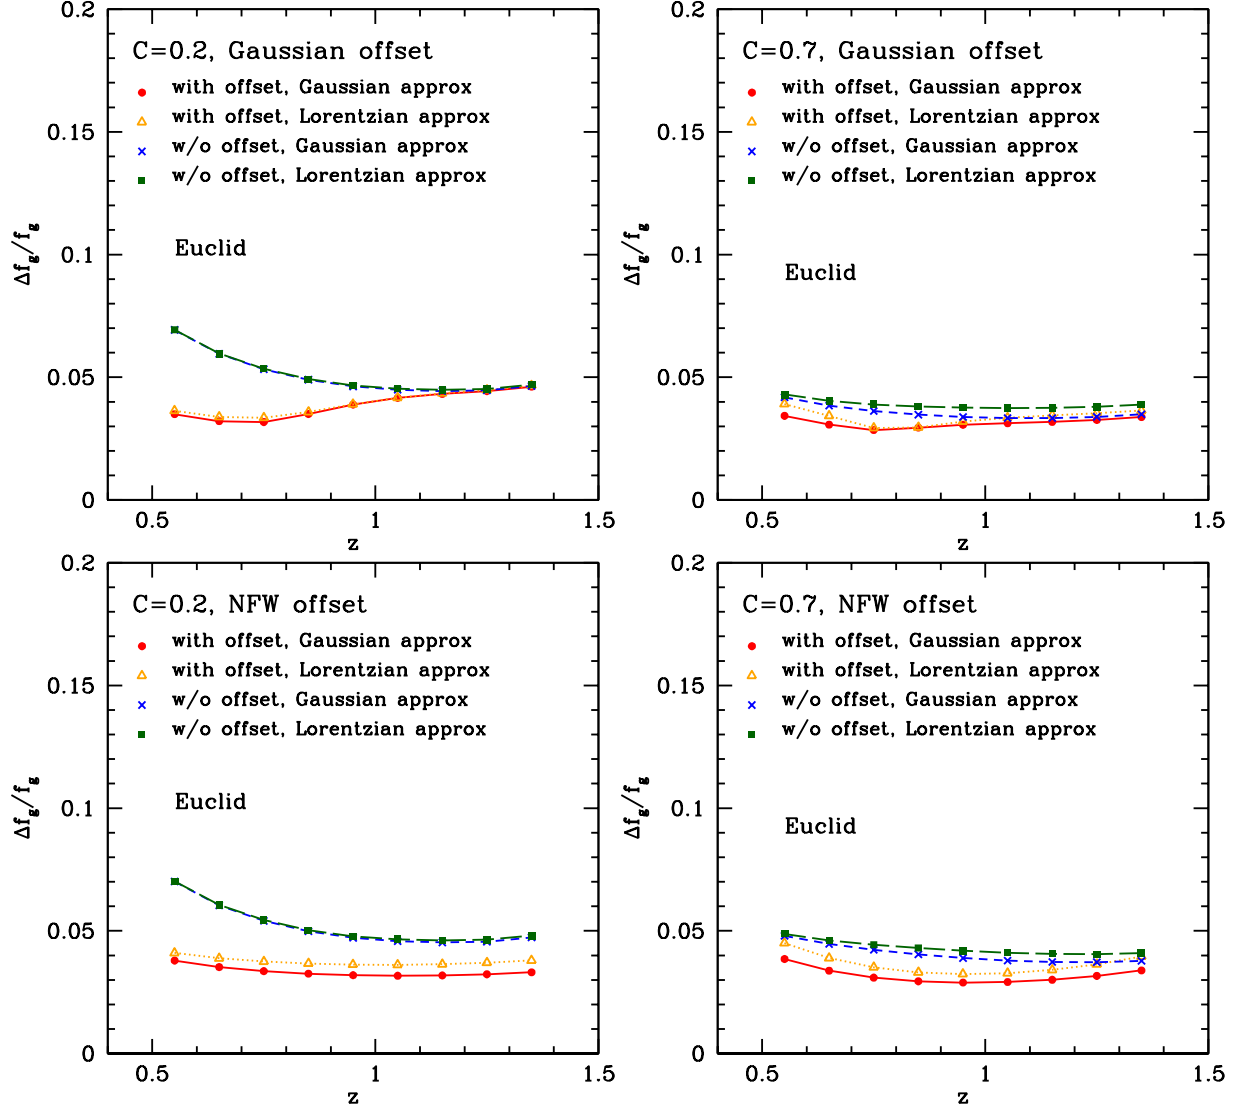 0.2
C=0.2, Gaussian offset
with offset, Gaussian approx
with offset, Lorentzian approx
w/o offset, Gaussian approx
w/o offset, Lorentzian approx
0.15
Euclid
0.1
Δf_g/f_g
0.05
0
0.5 1 1.5
z
0.2
C=0.7, Gaussian offset
with offset, Gaussian approx
with offset, Lorentzian approx
w/o offset, Gaussian approx
w/o offset, Lorentzian approx
0.15
Euclid
0.1
Δf_g/f_g
0.05
0
0.5 1 1.5
z
0.2
C=0.2, NFW offset
with offset, Gaussian approx
with offset, Lorentzian approx
w/o offset, Gaussian approx
w/o offset, Lorentzian approx
0.15
Euclid
0.1
Δf_g/f_g
0.05
0
0.5 1 1.5
z
0.2
C=0.7, NFW offset
with offset, Gaussian approx
with offset, Lorentzian approx
w/o offset, Gaussian approx
w/o offset, Lorentzian approx
0.15
Euclid
0.1
Δf_g/f_g
0.05
0
0.5 1 1.5
z